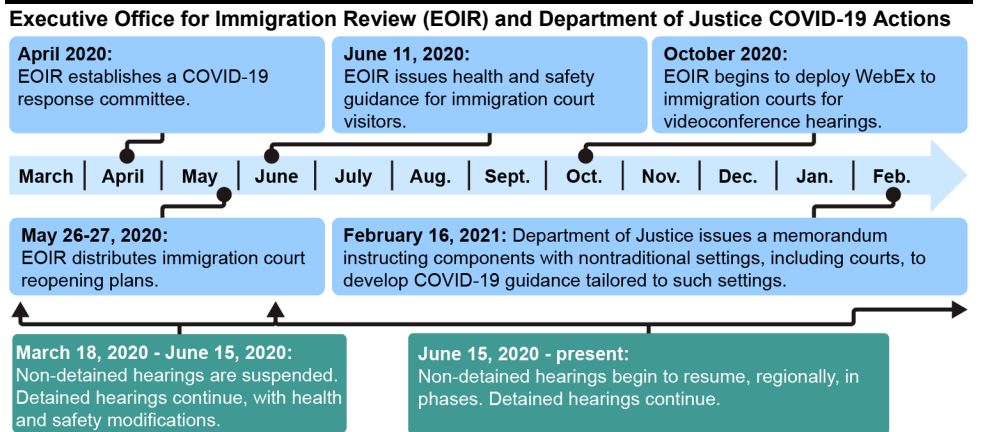 Executive Office for Immigration Review (EOIR) and Department of Justice COVID-19 Actions
April 2020:
EOIR establishes a COVID-19
response committee.
June 11, 2020:
EOIR issues health and safety
guidance for immigration court
visitors.
October 2020:
EOIR begins to deploy WebEx to
immigration courts for
videoconference hearings.
March April May June July Aug. Sept. Oct. Nov. Dec. Jan. Feb.
May 26-27, 2020:
EOIR distributes immigration court
reopening plans.
February 16, 2021: Department of Justice issues a memorandum
instructing components with nontraditional settings, including courts, to
develop COVID-19 guidance tailored to such settings.
March 18, 2020 - June 15, 2020:
Non-detained hearings are suspended.
Detained hearings continue, with health
and safety modifications.
June 15, 2020 - present:
Non-detained hearings begin to resume, regionally, in
phases. Detained hearings continue.